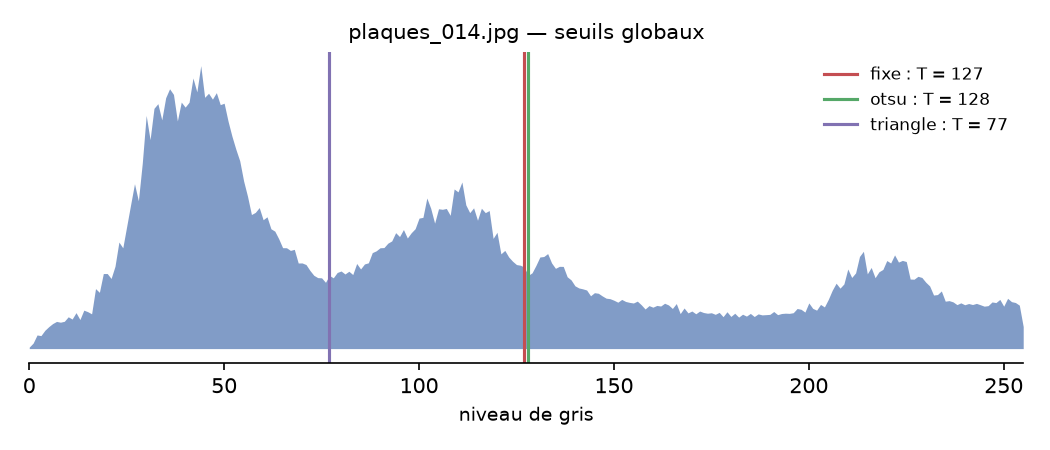 plaques_014.jpg — seuils globaux
fixe : T = 127
otsu : T = 128
triangle : T = 77
0 50 100 150 200 250
niveau de gris